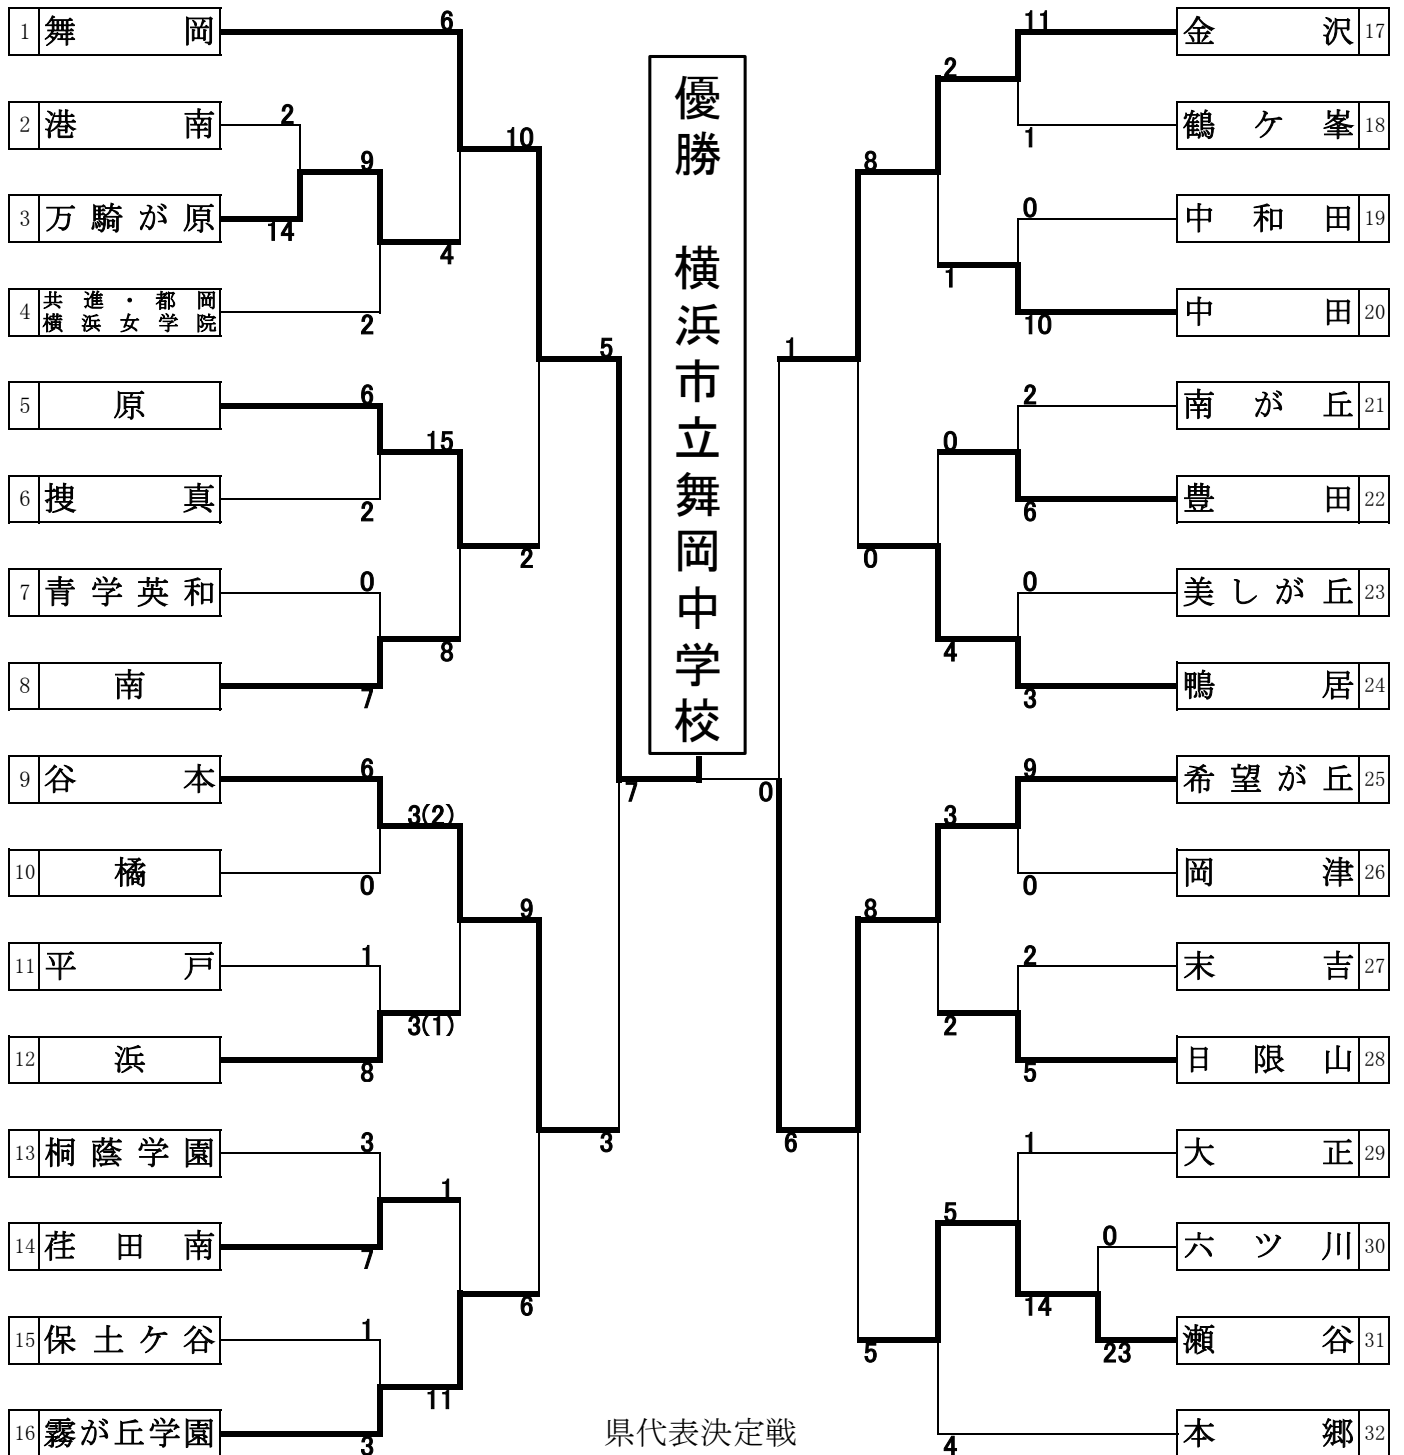 1 舞岡
2 港南
3 万騎が原
4 共進・都岡
横浜女学院
5 原
6 捜真
7 青学英和
8 南
9 谷本
10 橘
11 平戸
12 浜
13 桐蔭学園
14 荏田南
15 保土ケ谷
16 霧が丘学園
6
2
14
9
2
4
10
6
2
15
0
7
8
2
5
6
0
3(2)
1
8
3(1)
9
3
7
1
1
3
11
6
3
7
優勝 横浜市立舞岡中学校
0
1
6
8
0
8
5
2
1
0
4
3
2
5
4
11
1
0
10
2
6
0
3
9
0
2
5
1
14
0
23
金沢 17
鶴ケ峯 18
中和田 19
中田 20
南が丘 21
豊田 22
美しが丘 23
鴨居 24
希望が丘 25
岡津 26
末吉 27
日限山 28
大正 29
六ツ川 30
瀬谷 31
本郷 32
県代表決定戦